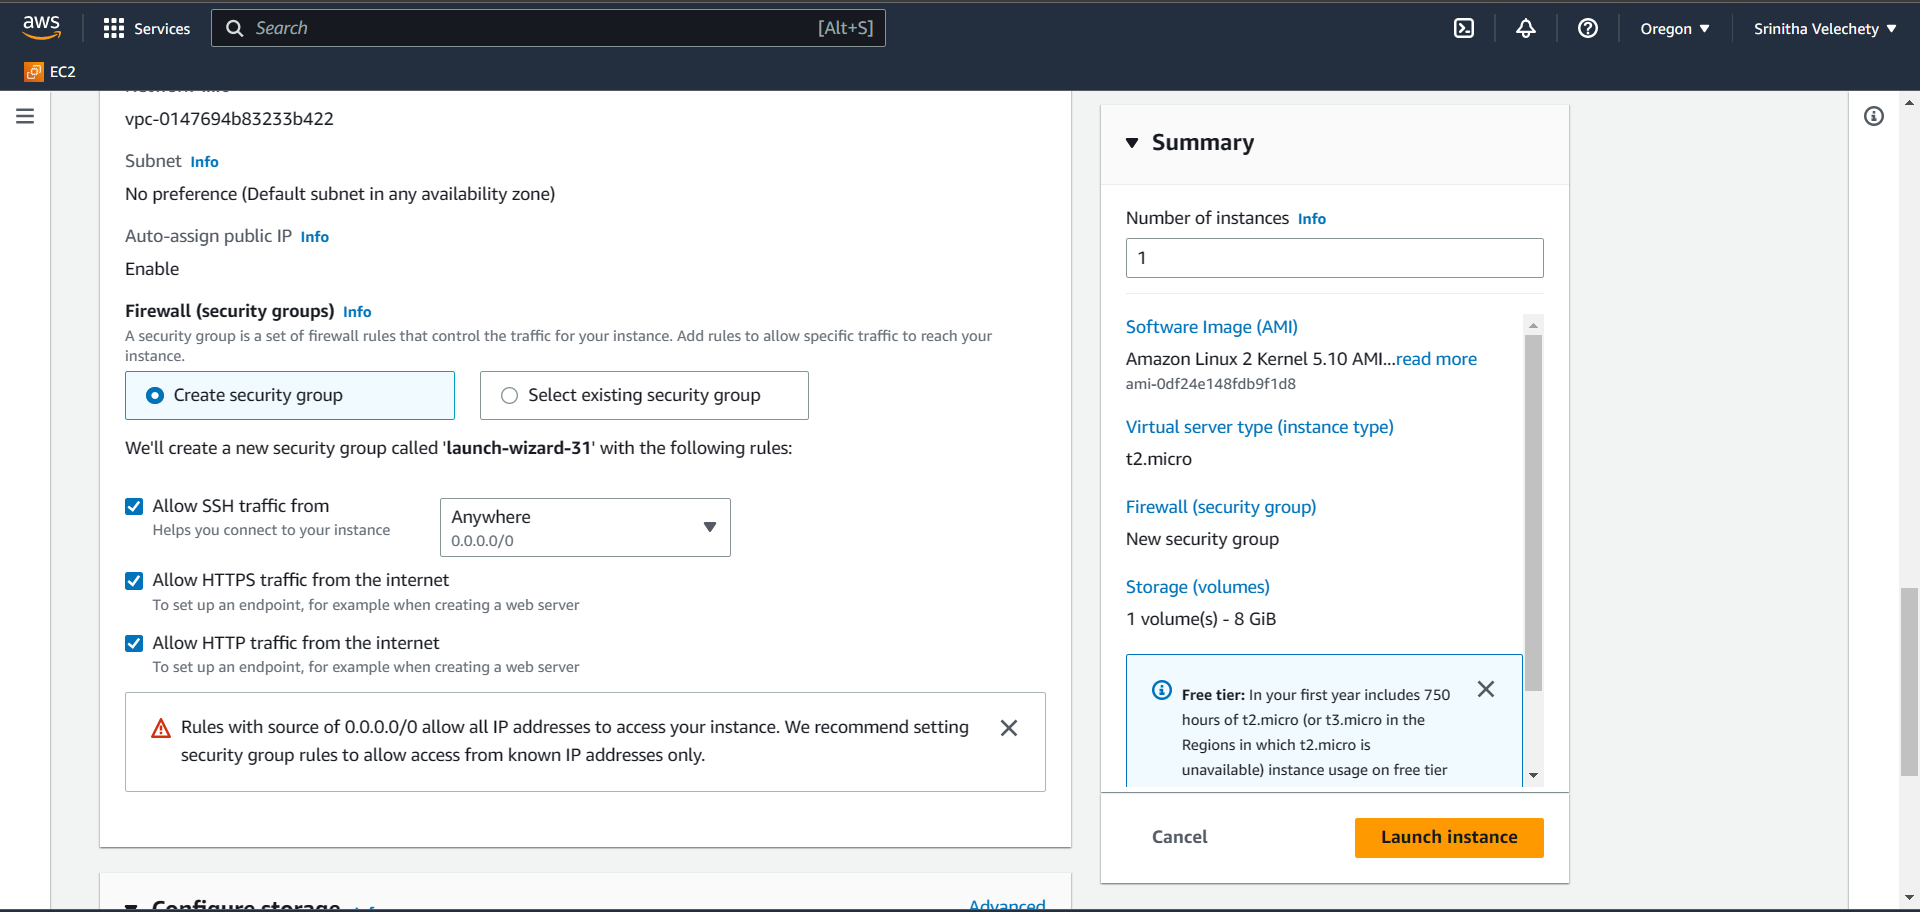 aws
Services
Search [Alt+S]
Oregon
Srinitha Velechety
EC2
vpc-0147694b83233b422
Subnet Info
No preference (Default subnet in any availability zone)
Auto-assign public IP Info
Enable
Firewall (security groups) Info
A security group is a set of firewall rules that control the traffic for your instance. Add rules to allow specific traffic to reach your
instance.
Create security group
Select existing security group
We'll create a new security group called 'launch-wizard-31' with the following rules:
Allow SSH traffic from
Helps you connect to your instance
Anywhere
0.0.0.0/0
Allow HTTPS traffic from the internet
To set up an endpoint, for example when creating a web server
Allow HTTP traffic from the internet
To set up an endpoint, for example when creating a web server
Rules with source of 0.0.0.0/0 allow all IP addresses to access your instance. We recommend setting
security group rules to allow access from known IP addresses only.
Configure storage
Advanced
Summary
Number of instances Info
1
Software Image (AMI)
Amazon Linux 2 Kernel 5.10 AMI...read more
ami-0df24e148fdb9f1d8
Virtual server type (instance type)
t2.micro
Firewall (security group)
New security group
Storage (volumes)
1 volume(s) - 8 GiB
Free tier: In your first year includes 750
hours of t2.micro (or t3.micro in the
Regions in which t2.micro is
unavailable) instance usage on free tier
Cancel
Launch instance